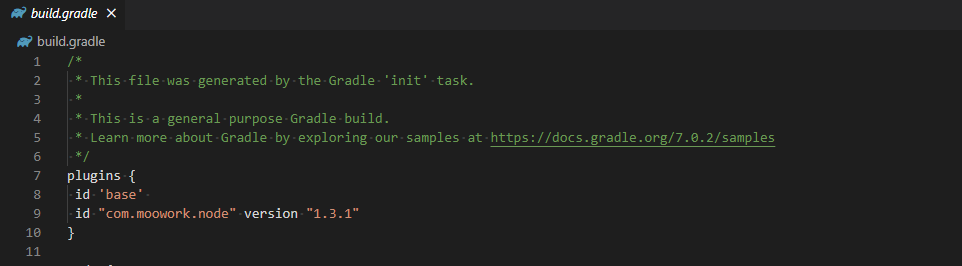 build.gradle ×
build.gradle
1 /*
2  * This file was generated by the Gradle 'init' task.
3  *
4  * This is a general purpose Gradle build.
5  * Learn more about Gradle by exploring our samples at https://docs.gradle.org/7.0.2/samples
6  */
7 plugins {
8  id 'base'
9  id "com.moowork.node" version "1.3.1"
10 }
11